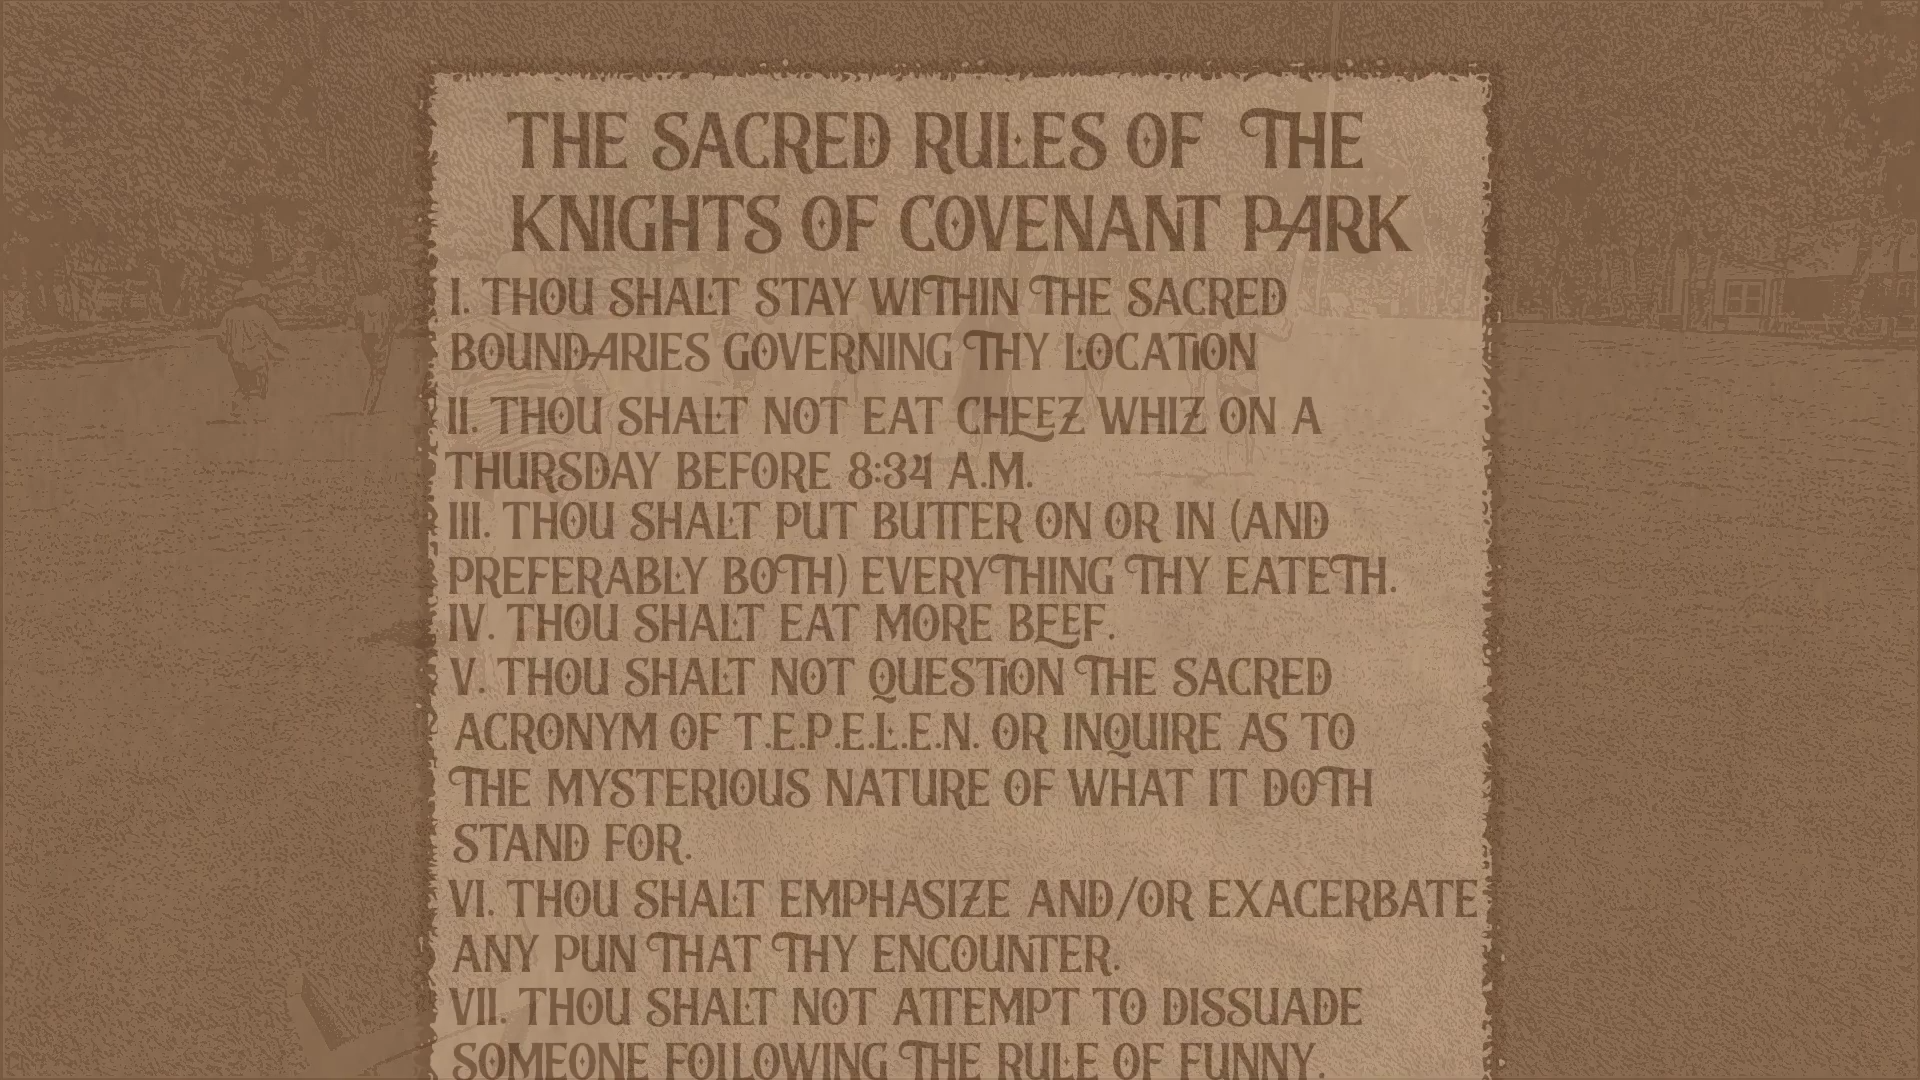 THE SACRED RULES OF THE
KNIGHTS OF COVENANT PARK
I. THOU SHALT STAY WITHIN THE SACRED
BOUNDARIES GOVERNING THY LOCATION
II. THOU SHALT NOT EAT CHEEZ WHIZ ON A
THURSDAY BEFORE 8:34 A.M.
III. THOU SHALT PUT BUTTER ON OR IN (AND
PREFERABLY BOTH) EVERYTHING THY EATETH.
IV. THOU SHALT EAT MORE BEEF.
V. THOU SHALT NOT QUESTION THE SACRED
ACRONYM OF T.E.P.E.L.E.N. OR INQUIRE AS TO
THE MYSTERIOUS NATURE OF WHAT IT DOTH
STAND FOR.
VI. THOU SHALT EMPHASIZE AND/OR EXACERBATE
ANY PUN THAT THY ENCOUNTER.
VII. THOU SHALT NOT ATTEMPT TO DISSUADE
SOMEONE FOLLOWING THE RULE OF FUNNY.